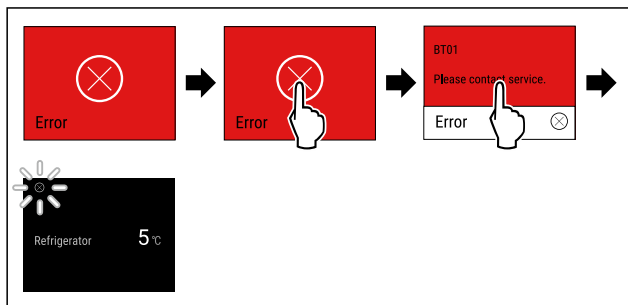 Error
Error
BT01
Please contact service.
Error
Refrigerator 5 °C